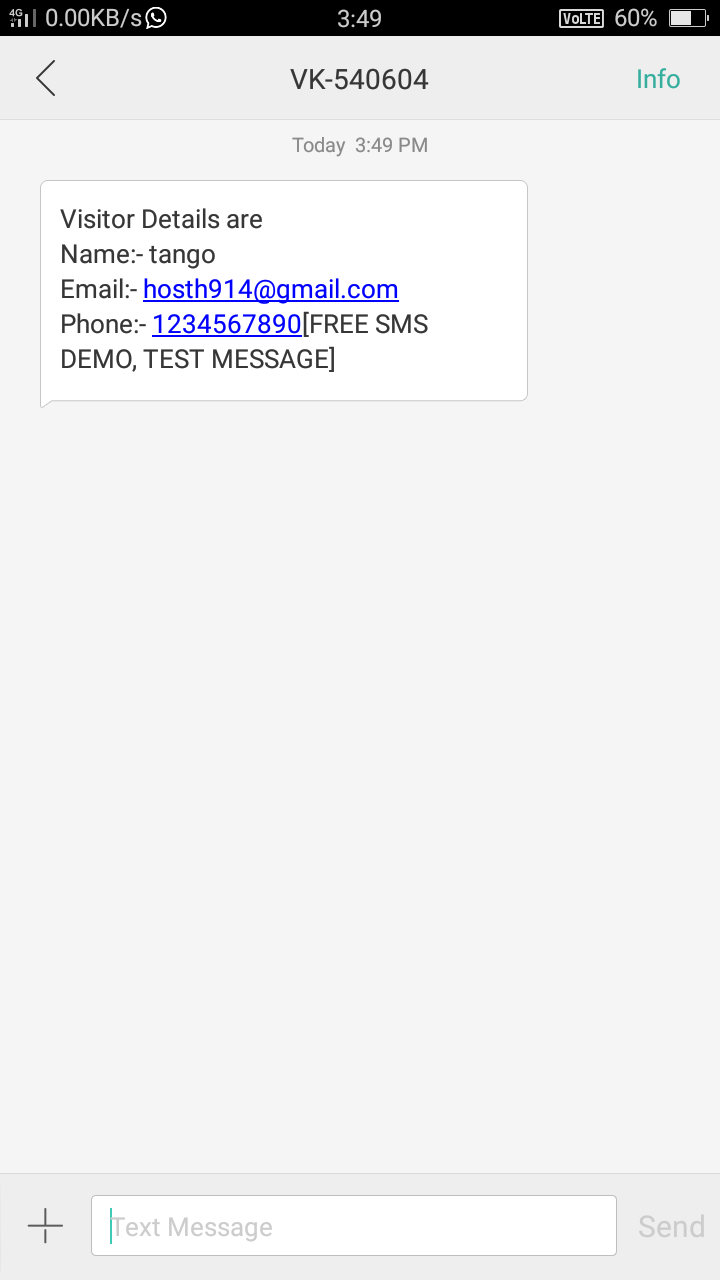 4G 0.00KB/s 3:49 VoLTE 60%
VK-540604 Info
Today 3:49 PM
Visitor Details are
Name:- tango
Email:- hosth914@gmail.com
Phone:- 1234567890[FREE SMS
DEMO, TEST MESSAGE]
Text Message Send